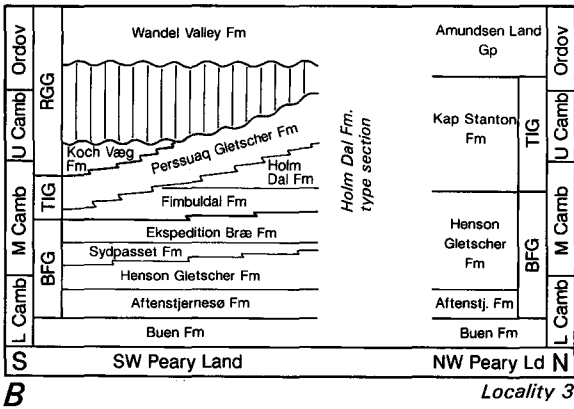 Ordov
U Camb
M Camb
L Camb
RGG
TIG
BFG
Wandel Valley Fm
Koch Væg
Fm
Perssuaq Gletscher Fm
Holm
Dal Fm
Fimbuldal Fm
Ekspedition Bræ Fm
Sydpasset Fm
Henson Gletscher Fm
Aftenstjernesø Fm
Buen Fm
Holm Dal Fm.
type section
Amundsen Land
Gp
Kap Stanton
Fm
Henson
Gletscher
Fm
Aftenstj. Fm
Buen Fm
TIG
BFG
Ordov
U Camb
M Camb
L Camb
S SW Peary Land NW Peary Ld N
B Locality 3